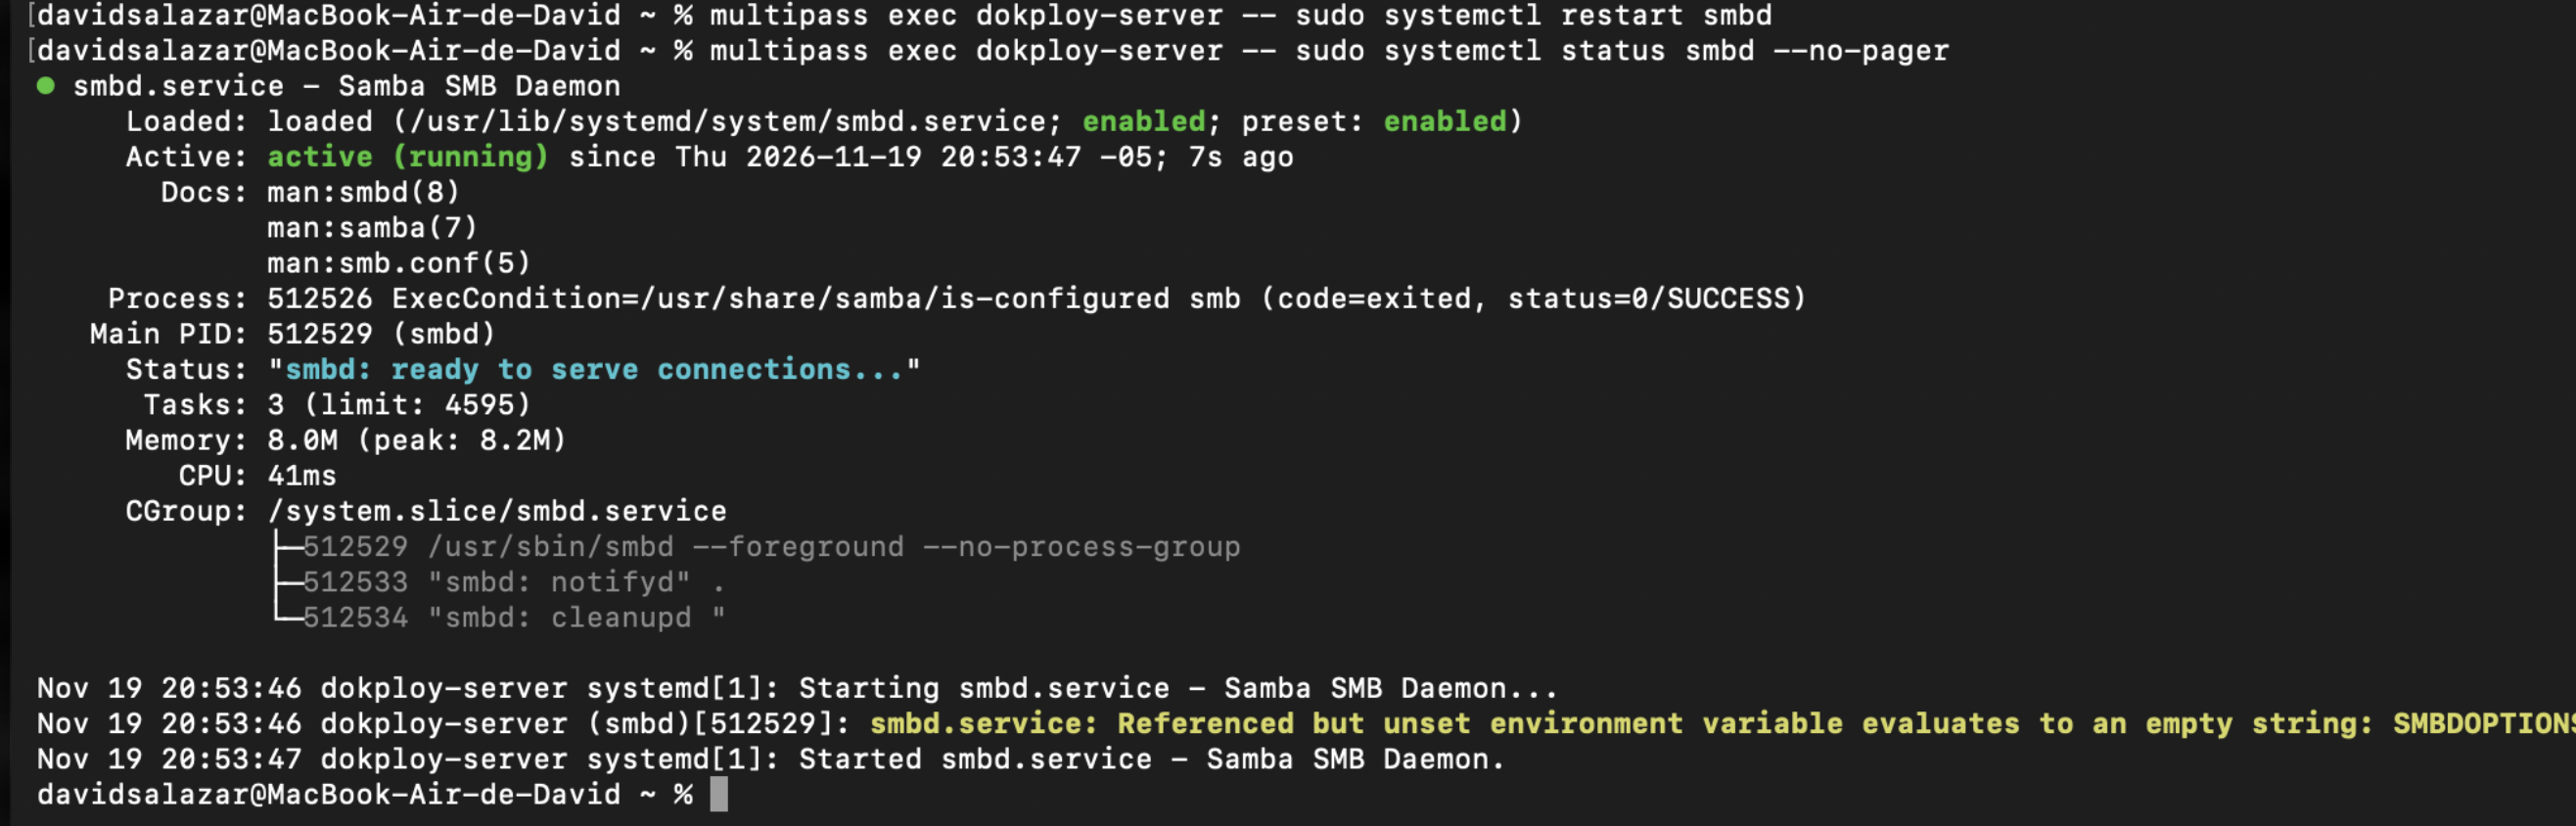 [davidsalazar@MacBook-Air-de-David ~ % multipass exec dokploy-server -- sudo systemctl restart smbd
[davidsalazar@MacBook-Air-de-David ~ % multipass exec dokploy-server -- sudo systemctl status smbd --no-pager
● smbd.service - Samba SMB Daemon
     Loaded: loaded (/usr/lib/systemd/system/smbd.service; enabled; preset: enabled)
     Active: active (running) since Thu 2026-11-19 20:53:47 -05; 7s ago
       Docs: man:smbd(8)
             man:samba(7)
             man:smb.conf(5)
    Process: 512526 ExecCondition=/usr/share/samba/is-configured smb (code=exited, status=0/SUCCESS)
   Main PID: 512529 (smbd)
     Status: "smbd: ready to serve connections..."
      Tasks: 3 (limit: 4595)
     Memory: 8.0M (peak: 8.2M)
        CPU: 41ms
     CGroup: /system.slice/smbd.service
             ├─512529 /usr/sbin/smbd --foreground --no-process-group
             ├─512533 "smbd: notifyd" .
             └─512534 "smbd: cleanupd "
Nov 19 20:53:46 dokploy-server systemd[1]: Starting smbd.service - Samba SMB Daemon...
Nov 19 20:53:46 dokploy-server (smbd)[512529]: smbd.service: Referenced but unset environment variable evaluates to an empty string: SMBDOPTIONS
Nov 19 20:53:47 dokploy-server systemd[1]: Started smbd.service - Samba SMB Daemon.
davidsalazar@MacBook-Air-de-David ~ %